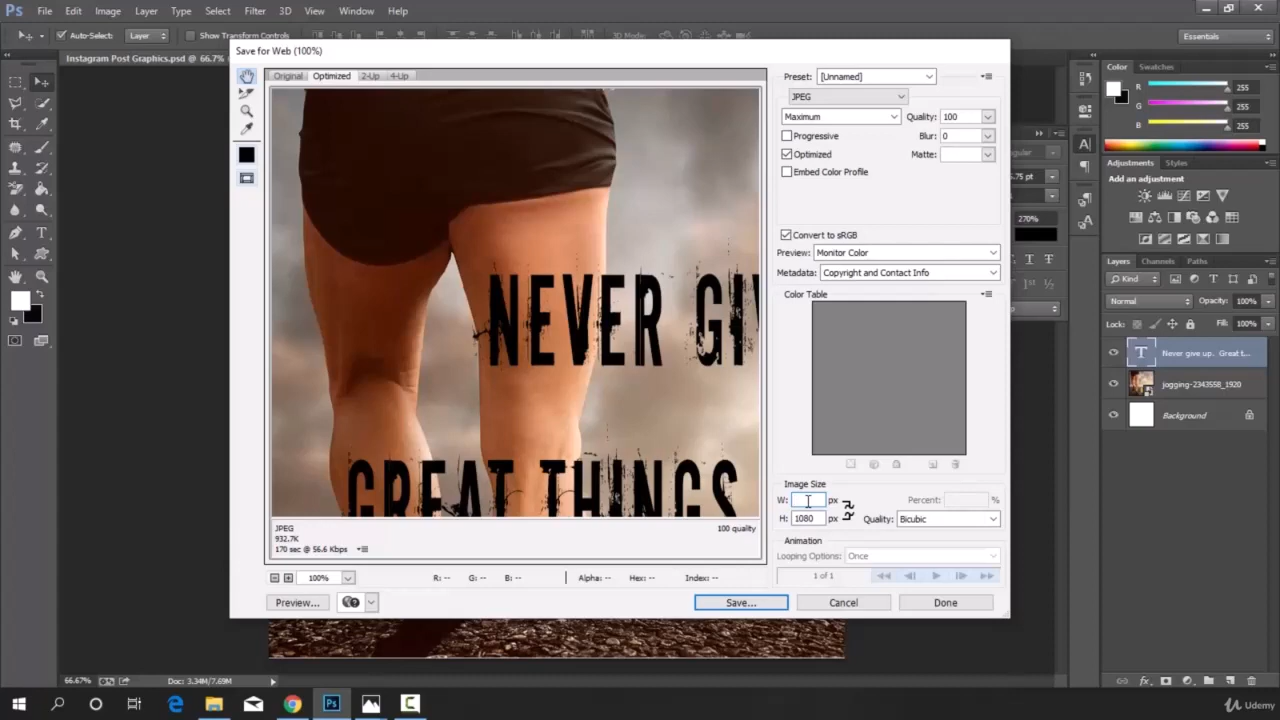 Ps File Edit Image Layer Type Select Filter 3D View Window Help
Auto-Select: Layer Show Transform Controls 3D Mode: Essentials
Instagram Post Graphics.psd @ 66.7%
Save for Web (100%)
Original Optimized 2-Up 4-Up
NEVER GIV
GREAT THINGS
JPEG 100 quality
932.7K
170 sec @ 56.6 Kbps
100% R: -- G: -- B: -- Alpha: -- Hex: -- Index: --
Preview... Save... Cancel Done
Preset: [Unnamed]
JPEG
Maximum Quality: 100
Progressive Blur: 0
Optimized Matte:
Embed Color Profile
Convert to sRGB
Preview: Monitor Color
Metadata: Copyright and Contact Info
Color Table
Image Size
W: px Percent: %
H: 1080 px Quality: Bicubic
Animation
Looping Options: Once
1 of 1
270%
Color Swatches
R 255
G 255
B 255
Adjustments Styles
Add an adjustment
Layers Channels Paths
Kind
Normal Opacity: 100%
Lock: Fill: 100%
T Never give up. Great t...
jogging-2343558_1920
Background
66.67% Doc: 3.34M/7.69M
Udemy